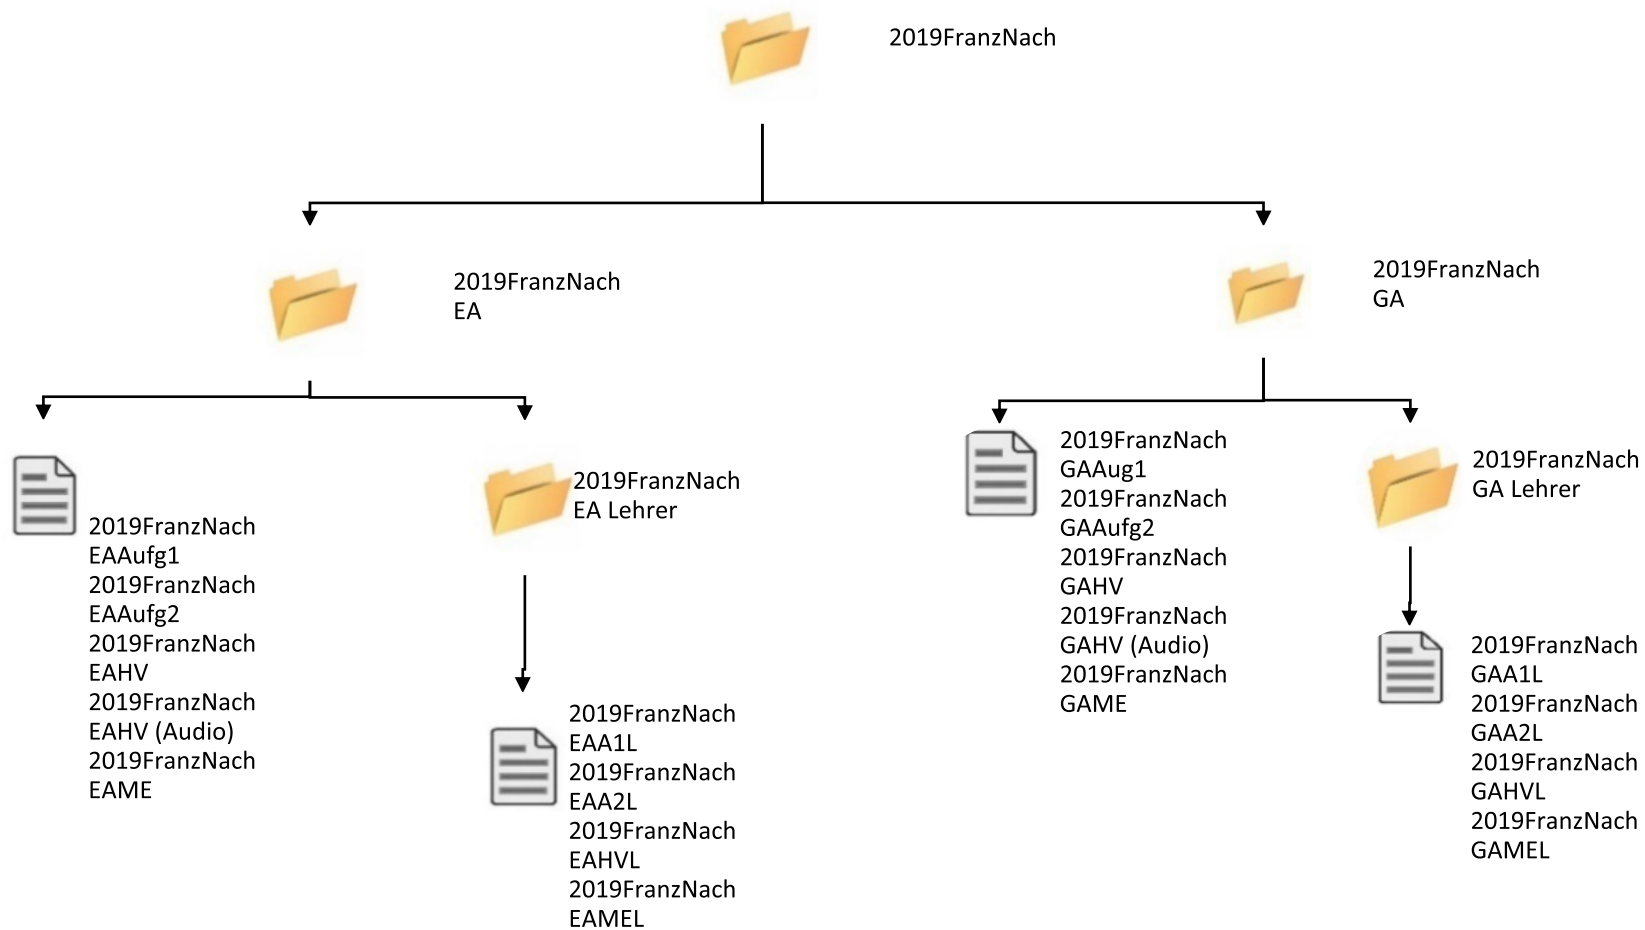 2019FranzNach
2019FranzNach
EA
2019FranzNach
GA
2019FranzNach
EAAufg1
2019FranzNach
EAAufg2
2019FranzNach
EAHV
2019FranzNach
EAHV (Audio)
2019FranzNach
EAME
2019FranzNach
EA Lehrer
2019FranzNach
EAA1L
2019FranzNach
EAA2L
2019FranzNach
EAHVL
2019FranzNach
EAMEL
2019FranzNach
GAAug1
2019FranzNach
GAAufg2
2019FranzNach
GAHV
2019FranzNach
GAHV (Audio)
2019FranzNach
GAME
2019FranzNach
GA Lehrer
2019FranzNach
GAA1L
2019FranzNach
GAA2L
2019FranzNach
GAHVL
2019FranzNach
GAMEL